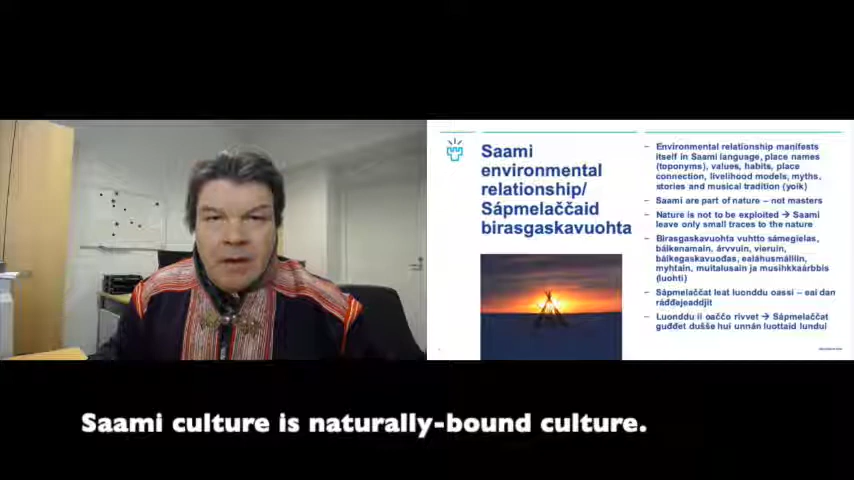 Saami
environmental
relationship/
Sápmelaččaid
birasgaskavuohta
– Environmental relationship manifests
itself in Saami language, place names
(toponyms), values, habits, place
connection, livelihood models, myths,
stories and musical tradition (yoik)
– Saami are part of nature – not masters
– Nature is not to be exploited → Saami
leave only small traces to the nature
– Birasgaskavuohta vuhtto sámegielas,
báikenamain, árvvuin, vieruin,
báikegaskavuođas, ealáhusmálliin,
myhtain, muitalusain ja musihkkaárbbis
(luohti)
– Sápmelaččat leat luonddu oassi – eai dan
ráđđejeaddjit
– Luonddu ii oaččo rivvet → Sápmelaččat
guđđet dušše hui unnán luottaid lundui
Saami culture is naturally-bound culture.